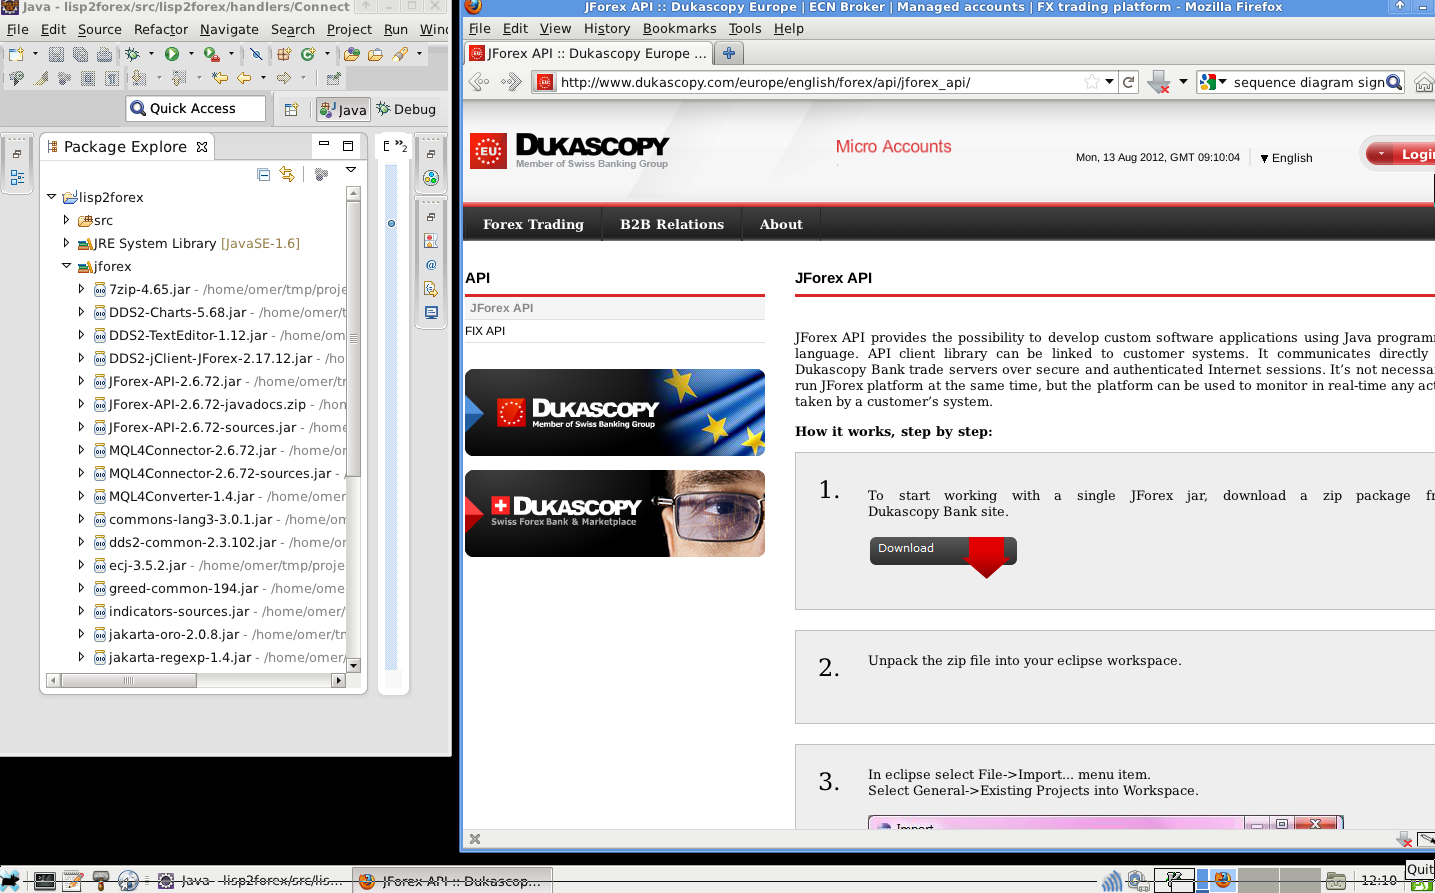 Java - lisp2forex/src/lisp2forex/handlers/Connect
File Edit Source Refactor Navigate Search Project Run
Quick Access
Java
Debug
Package Explore
E »2
lisp2forex
src
JRE System Library [JavaSE-1.6]
jforex
7zip-4.65.jar - /home/omer/tmp/proje
DDS2-Charts-5.68.jar - /home/omer/t
DDS2-TextEditor-1.12.jar - /home/om
DDS2-jClient-JForex-2.17.12.jar - /ho
JForex-API-2.6.72.jar - /home/omer/tr
JForex-API-2.6.72-javadocs.zip - /hon
JForex-API-2.6.72-sources.jar - /home
MQL4Connector-2.6.72.jar - /home/or
MQL4Connector-2.6.72-sources.jar -
MQL4Converter-1.4.jar - /home/omer
commons-lang3-3.0.1.jar - /home/om
dds2-common-2.3.102.jar - /home/o
ecj-3.5.2.jar - /home/omer/tmp/proje
greed-common-194.jar - /home/ome
indicators-sources.jar - /home/omer/
jakarta-oro-2.0.8.jar - /home/omer/tn
jakarta-regexp-1.4.jar - /home/omer/
JForex API :: Dukascopy Europe | ECN Broker | Managed accounts | FX trading platform - Mozilla Firefox
File Edit View History Bookmarks Tools Help
JForex API :: Dukascopy Europe ...
http://www.dukascopy.com/europe/english/forex/api/jforex_api/
sequence diagram sign
EU DUKASCOPY
Member of Swiss Banking Group
Micro Accounts
Mon, 13 Aug 2012, GMT 09:10:04
English
Logi
Forex Trading
B2B Relations
About
API
JForex API
FIX API
DUKASCOPY
Member of Swiss Banking Group
DUKASCOPY
Swiss Forex Bank & Marketplace
JForex API
JForex API provides the possibility to develop custom software applications using Java programm
language. API client library can be linked to customer systems. It communicates directly
Dukascopy Bank trade servers over secure and authenticated Internet sessions. It's not necessa
run JForex platform at the same time, but the platform can be used to monitor in real-time any act
taken by a customer's system.
How it works, step by step:
1.
To start working with a single JForex jar, download a zip package fr
Dukascopy Bank site.
Download
2.
Unpack the zip file into your eclipse workspace.
3.
In eclipse select File->Import... menu item.
Select General->Existing Projects into Workspace.
Import
Java - lisp2forex/src/lis...
JForex API :: Dukascop...
12:10
Quit